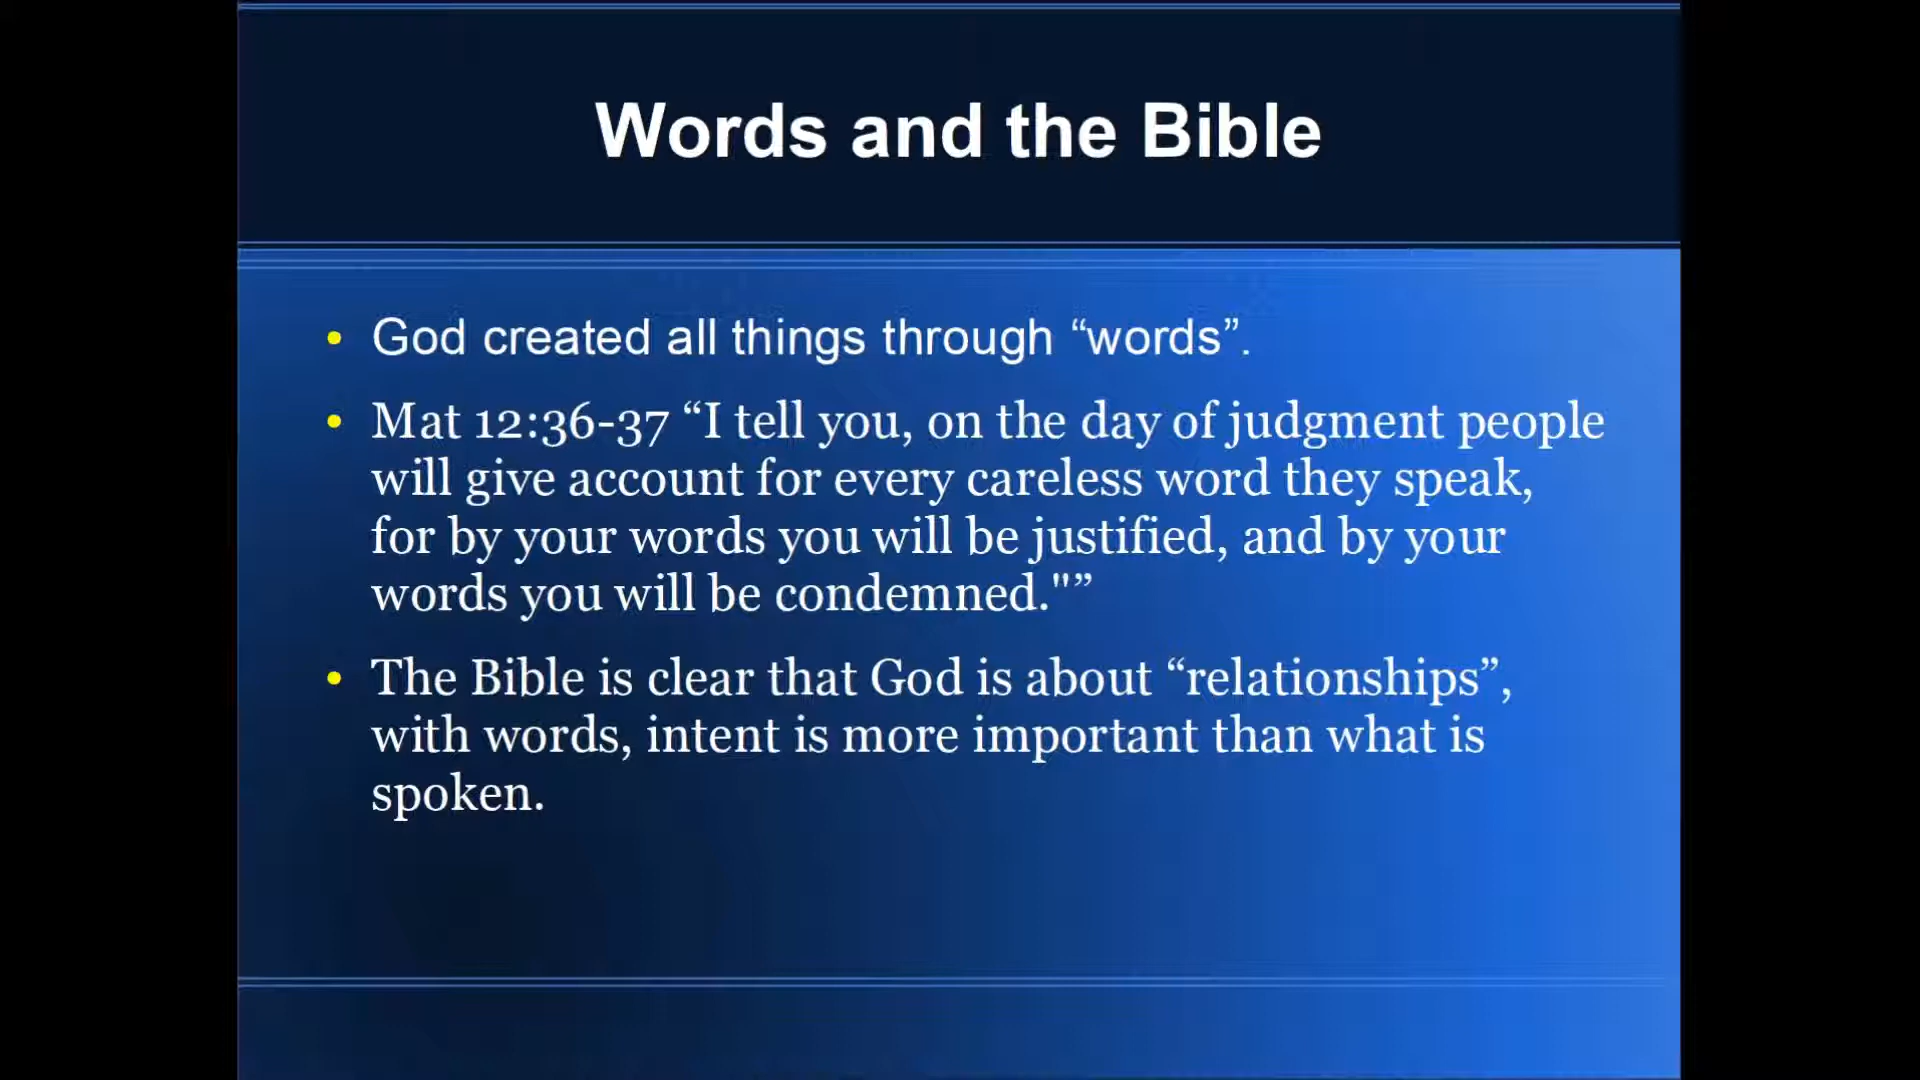 Words and the Bible
• God created all things through “words”.
• Mat 12:36-37 “I tell you, on the day of judgment people
will give account for every careless word they speak,
for by your words you will be justified, and by your
words you will be condemned."”
• The Bible is clear that God is about “relationships”,
with words, intent is more important than what is
spoken.